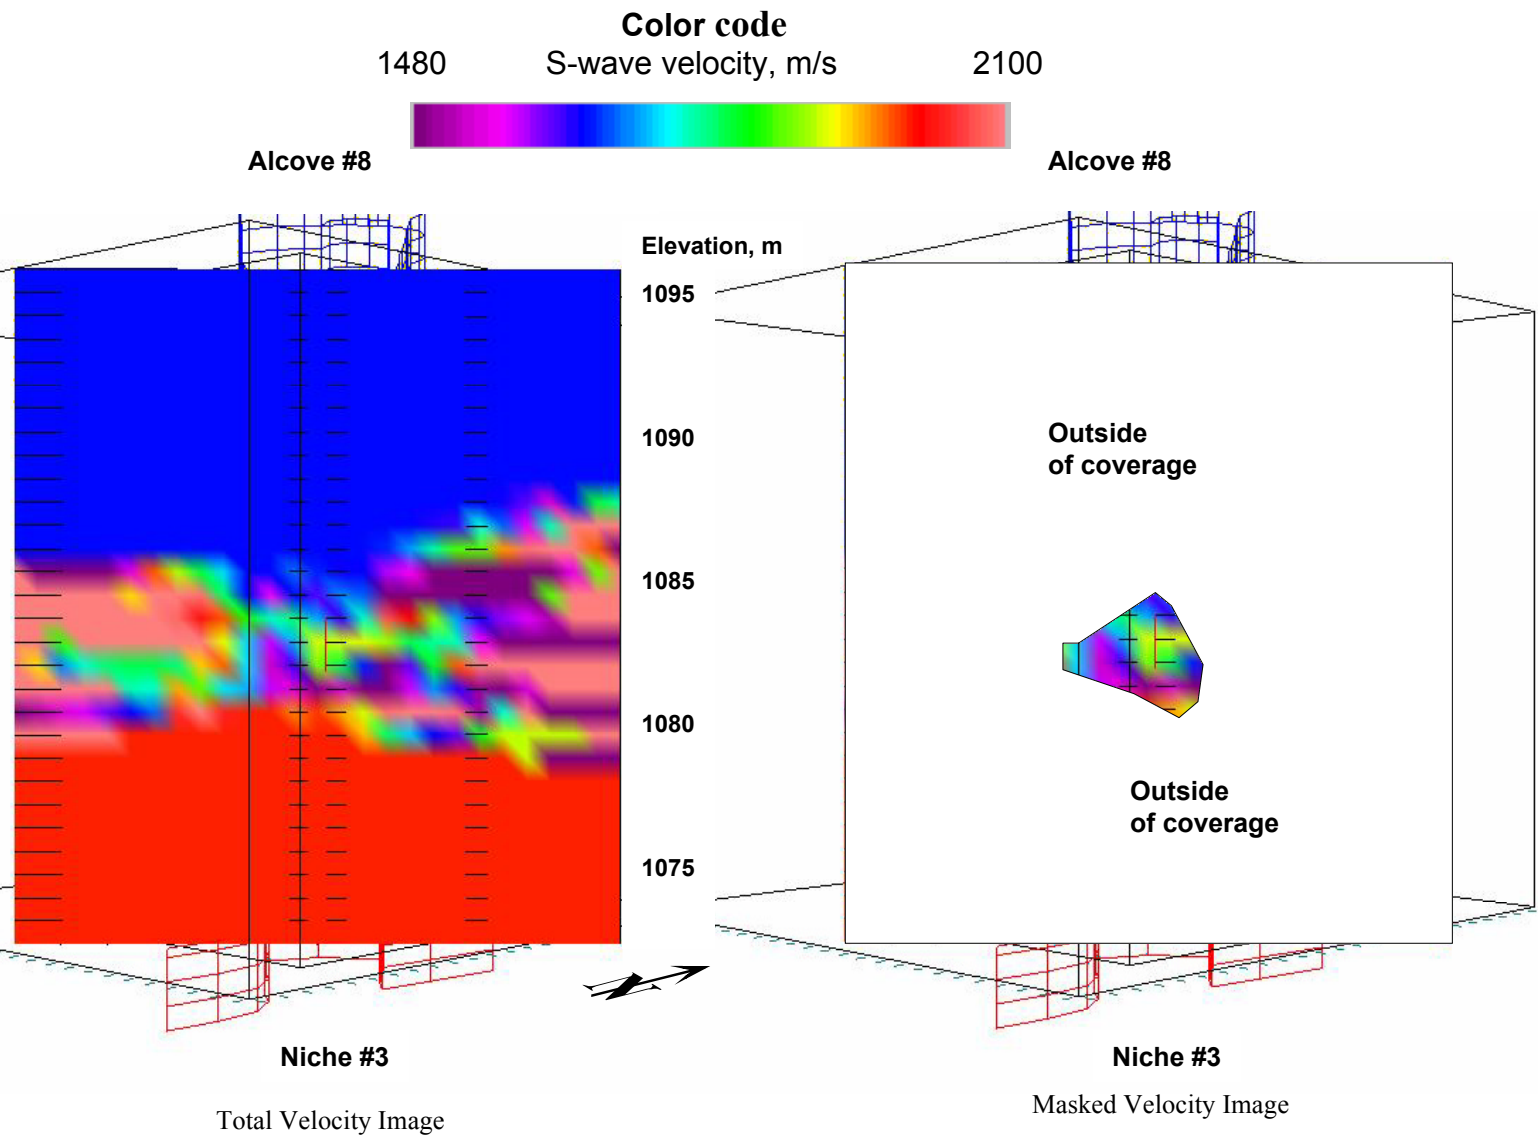 Color code
1480 S-wave velocity, m/s 2100
Alcove #8
Alcove #8
Elevation, m
1095
1090
1085
1080
1075
Outside
of coverage
Outside
of coverage
Niche #3
Niche #3
Total Velocity Image
Masked Velocity Image